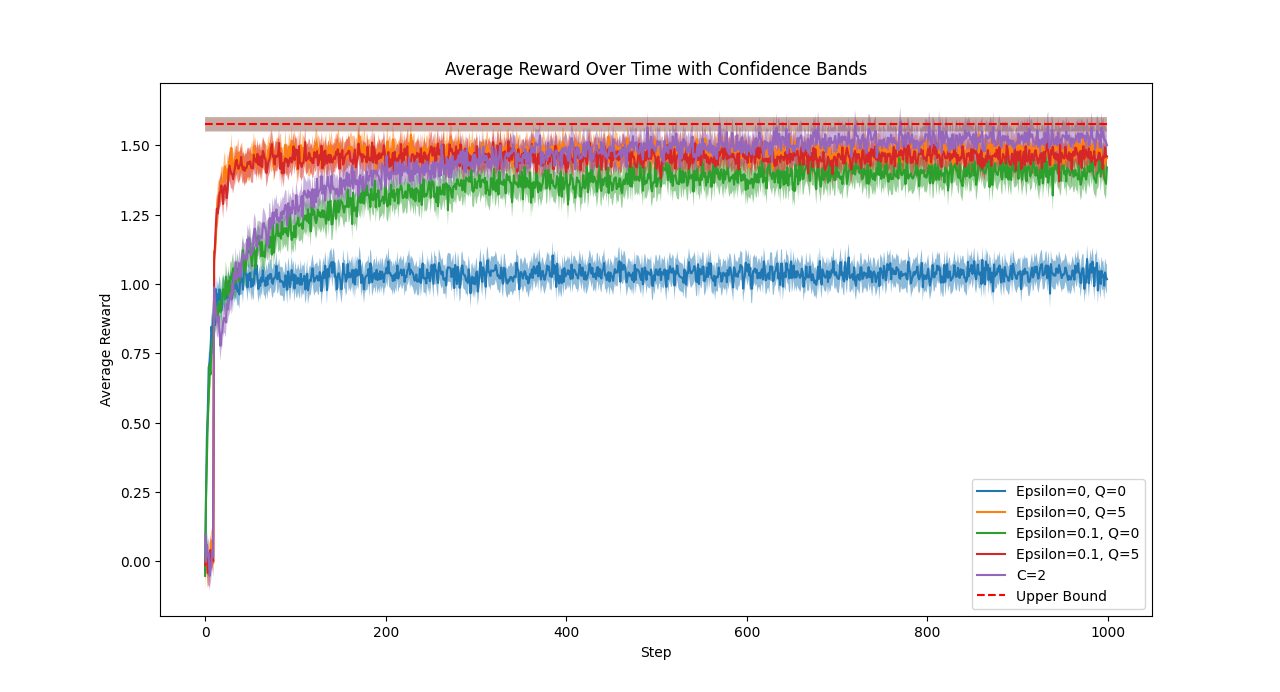 Average Reward Over Time with Confidence Bands
Average Reward
1.50
1.25
1.00
0.75
0.50
0.25
0.00
0
200
400
600
800
1000
Step
Epsilon=0, Q=0
Epsilon=0, Q=5
Epsilon=0.1, Q=0
Epsilon=0.1, Q=5
C=2
Upper Bound